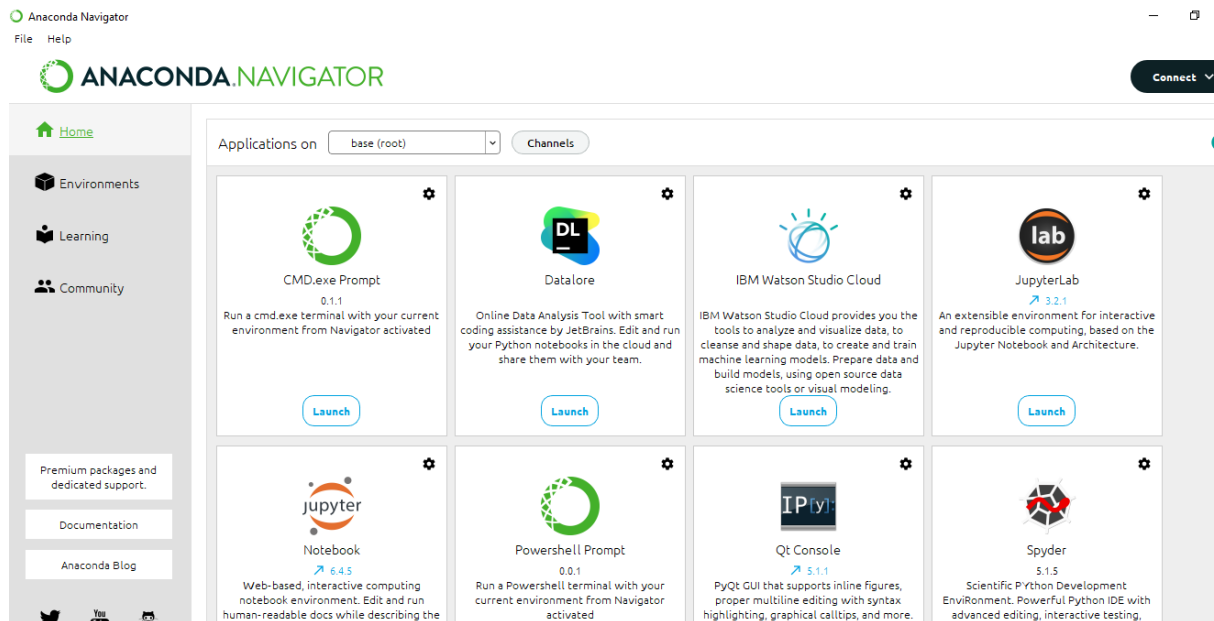 Anaconda Navigator
File Help
ANACONDA.NAVIGATOR
Connect
Home
Environments
Learning
Community
Premium packages and
dedicated support.
Documentation
Anaconda Blog
You
Applications on base (root) Channels
CMD.exe Prompt
0.1.1
Run a cmd.exe terminal with your current
environment from Navigator activated
Launch
DL
Datalore
Online Data Analysis Tool with smart
coding assistance by JetBrains. Edit and run
your Python notebooks in the cloud and
share them with your team.
Launch
IBM Watson Studio Cloud
IBM Watson Studio Cloud provides you the
tools to analyze and visualize data, to
cleanse and shape data, to create and train
machine learning models. Prepare data and
build models, using open source data
science tools or visual modeling.
Launch
lab
JupyterLab
3.2.1
An extensible environment for interactive
and reproducible computing, based on the
Jupyter Notebook and Architecture.
Launch
jupyter
Notebook
6.4.5
Web-based, interactive computing
notebook environment. Edit and run
human-readable docs while describing the
Powershell Prompt
0.0.1
Run a Powershell terminal with your
current environment from Navigator
activated
IP[y]:
Qt Console
5.1.1
PyQt GUI that supports inline figures,
proper multiline editing with syntax
highlighting, graphical calltips, and more.
Spyder
5.1.5
Scientific PYthon Development
EnviRonment. Powerful Python IDE with
advanced editing, interactive testing,